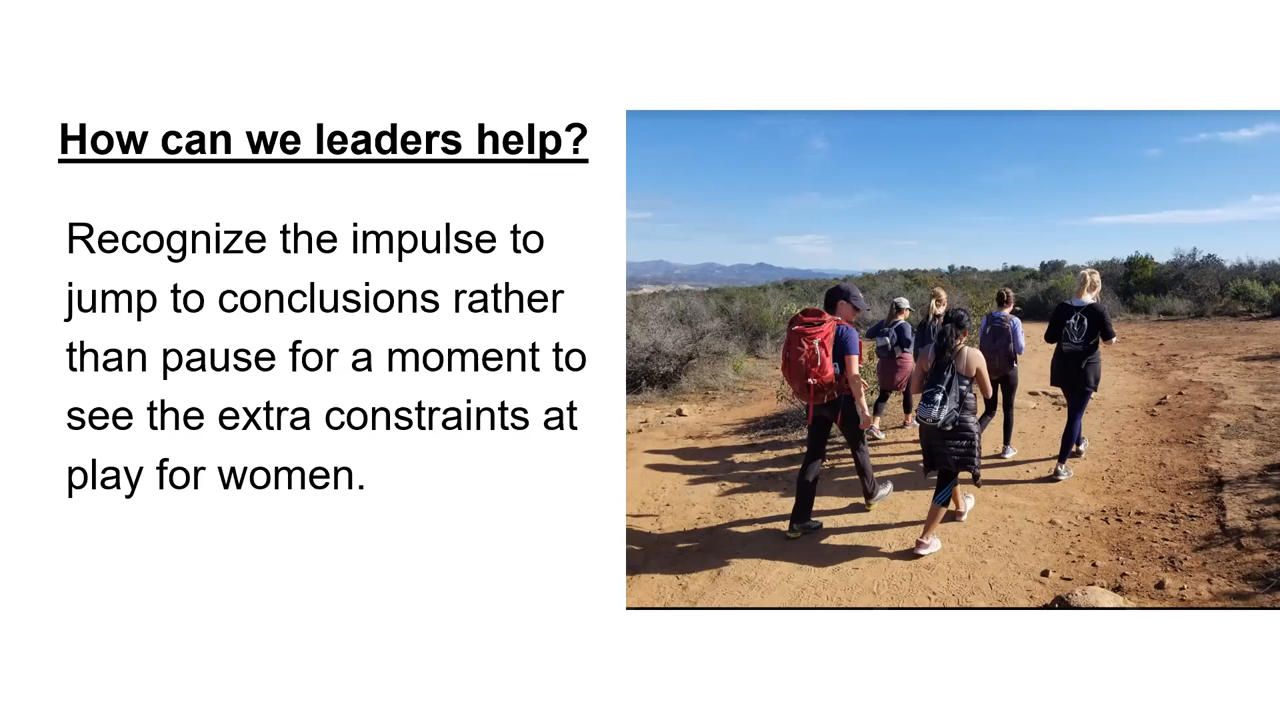 How can we leaders help?
Recognize the impulse to
jump to conclusions rather
than pause for a moment to
see the extra constraints at
play for women.